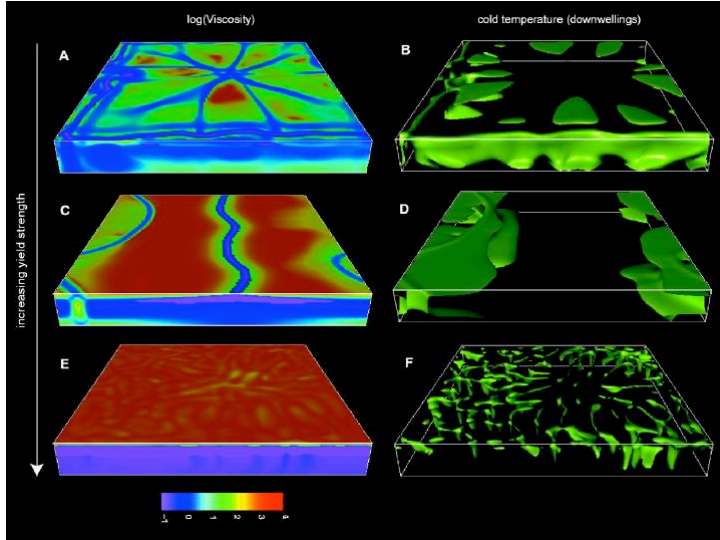 log(Viscosity)
cold temperature (downwellings)
A
B
increasing yield strength
C
D
E
F
-1
0
1
2
3
4